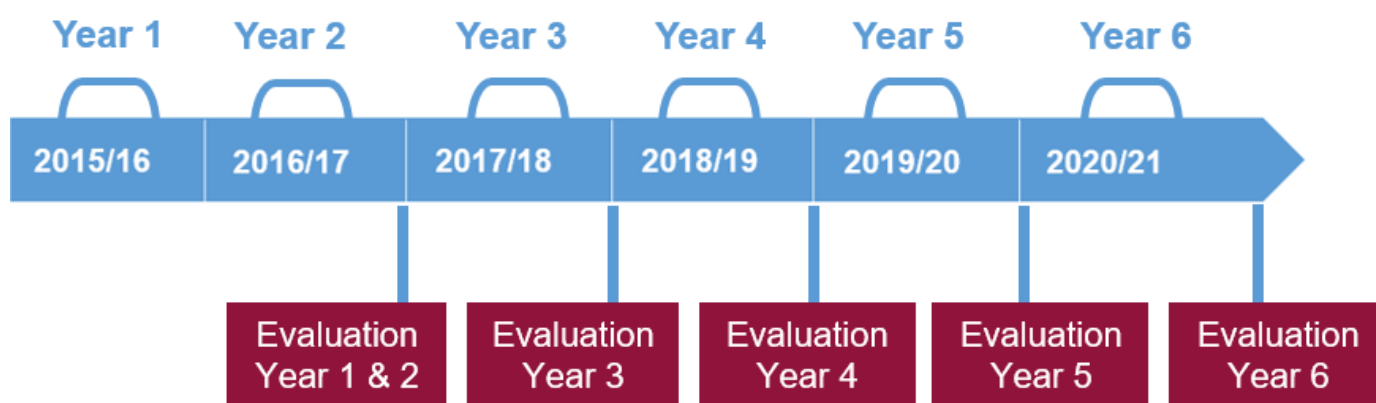 Year 1
Year 2
Year 3
Year 4
Year 5
Year 6
2015/16
2016/17
2017/18
2018/19
2019/20
2020/21
Evaluation
Year 1 & 2
Evaluation
Year 3
Evaluation
Year 4
Evaluation
Year 5
Evaluation
Year 6